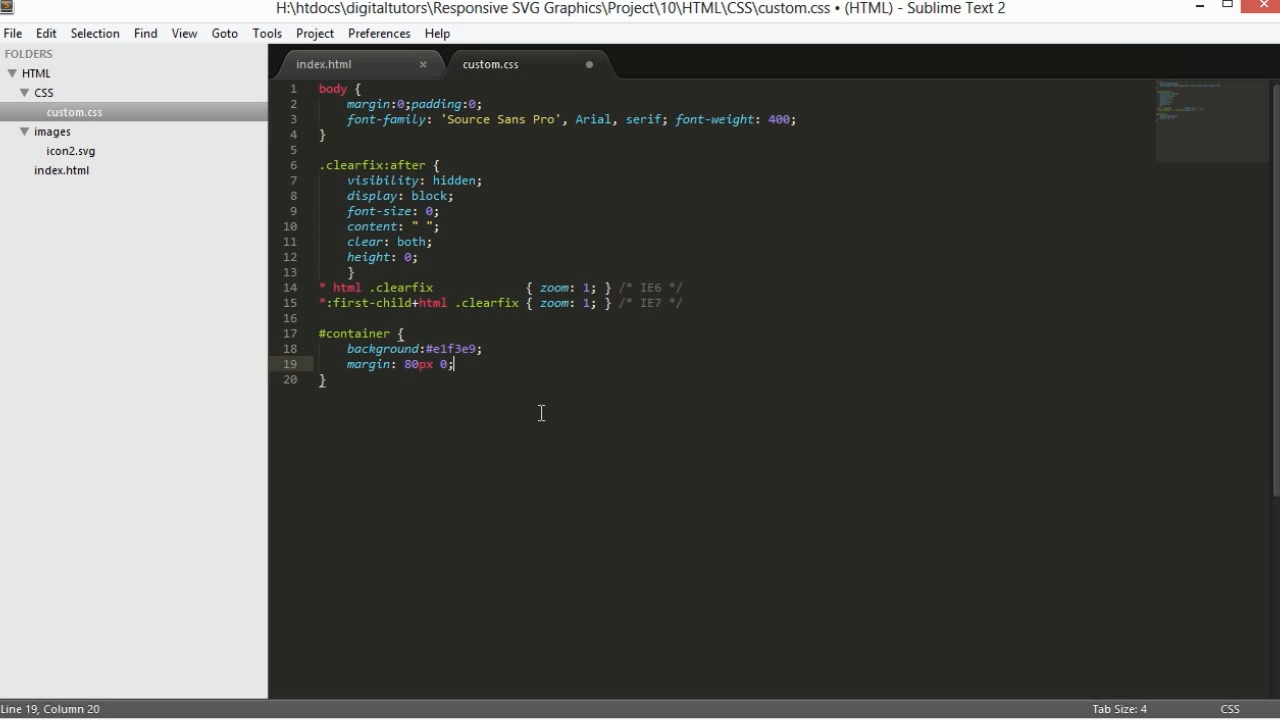 H:\htdocs\digitaltutors\Responsive SVG Graphics\Project\10\HTML\CSS\custom.css • (HTML) - Sublime Text 2
File Edit Selection Find View Goto Tools Project Preferences Help
FOLDERS
HTML
CSS
custom.css
images
icon2.svg
index.html
index.html × custom.css
1 body {
2 margin:0;padding:0;
3 font-family: 'Source Sans Pro', Arial, serif; font-weight: 400;
4 }
5
6 .clearfix:after {
7 visibility: hidden;
8 display: block;
9 font-size: 0;
10 content: " ";
11 clear: both;
12 height: 0;
13 }
14 * html .clearfix { zoom: 1; } /* IE6 */
15 *:first-child+html .clearfix { zoom: 1; } /* IE7 */
16
17 #container {
18 background:#e1f3e9;
19 margin: 80px 0;
20 }
Line 19, Column 20 Tab Size: 4 CSS